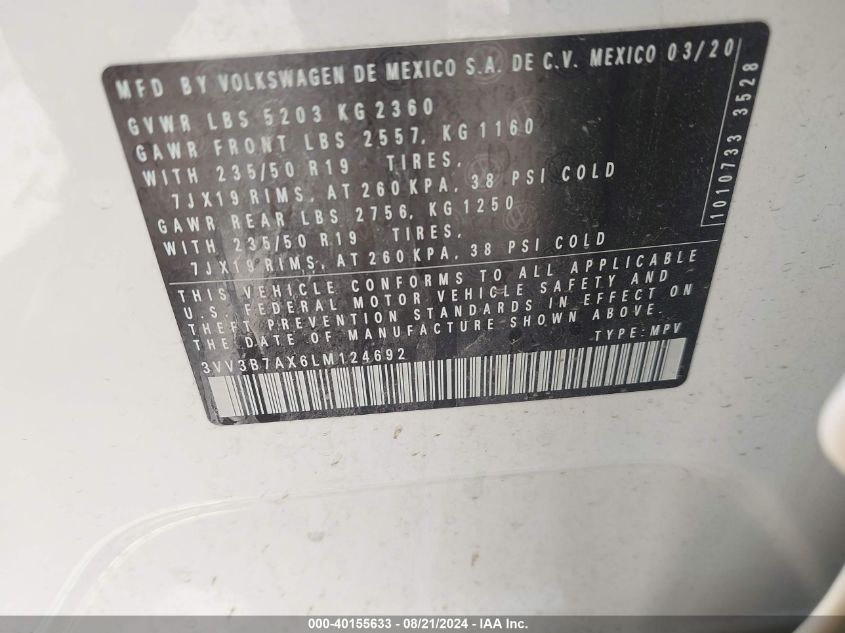 MFD BY VOLKSWAGEN DE MEXICO S.A. DE C.V. MEXICO 03/20
GVWR LBS 5203 KG 2360
GAWR FRONT LBS 2557, KG 1160
WITH 235/50 R19 TIRES,
7JX19 RIMS, AT 260 KPA, 38 PSI COLD
GAWR REAR LBS 2756, KG 1250
WITH 235/50 R19 TIRES,
7JX19 RIMS, AT 260 KPA, 38 PSI COLD
THIS VEHICLE CONFORMS TO ALL APPLICABLE
U.S. FEDERAL MOTOR VEHICLE SAFETY AND
THEFT PREVENTION STANDARDS IN EFFECT ON
THE DATE OF MANUFACTURE SHOWN ABOVE.
TYPE: MPV
3VV3B7AX6LM124692
1010733 3528
000-40155633 - 08/21/2024 - IAA Inc.